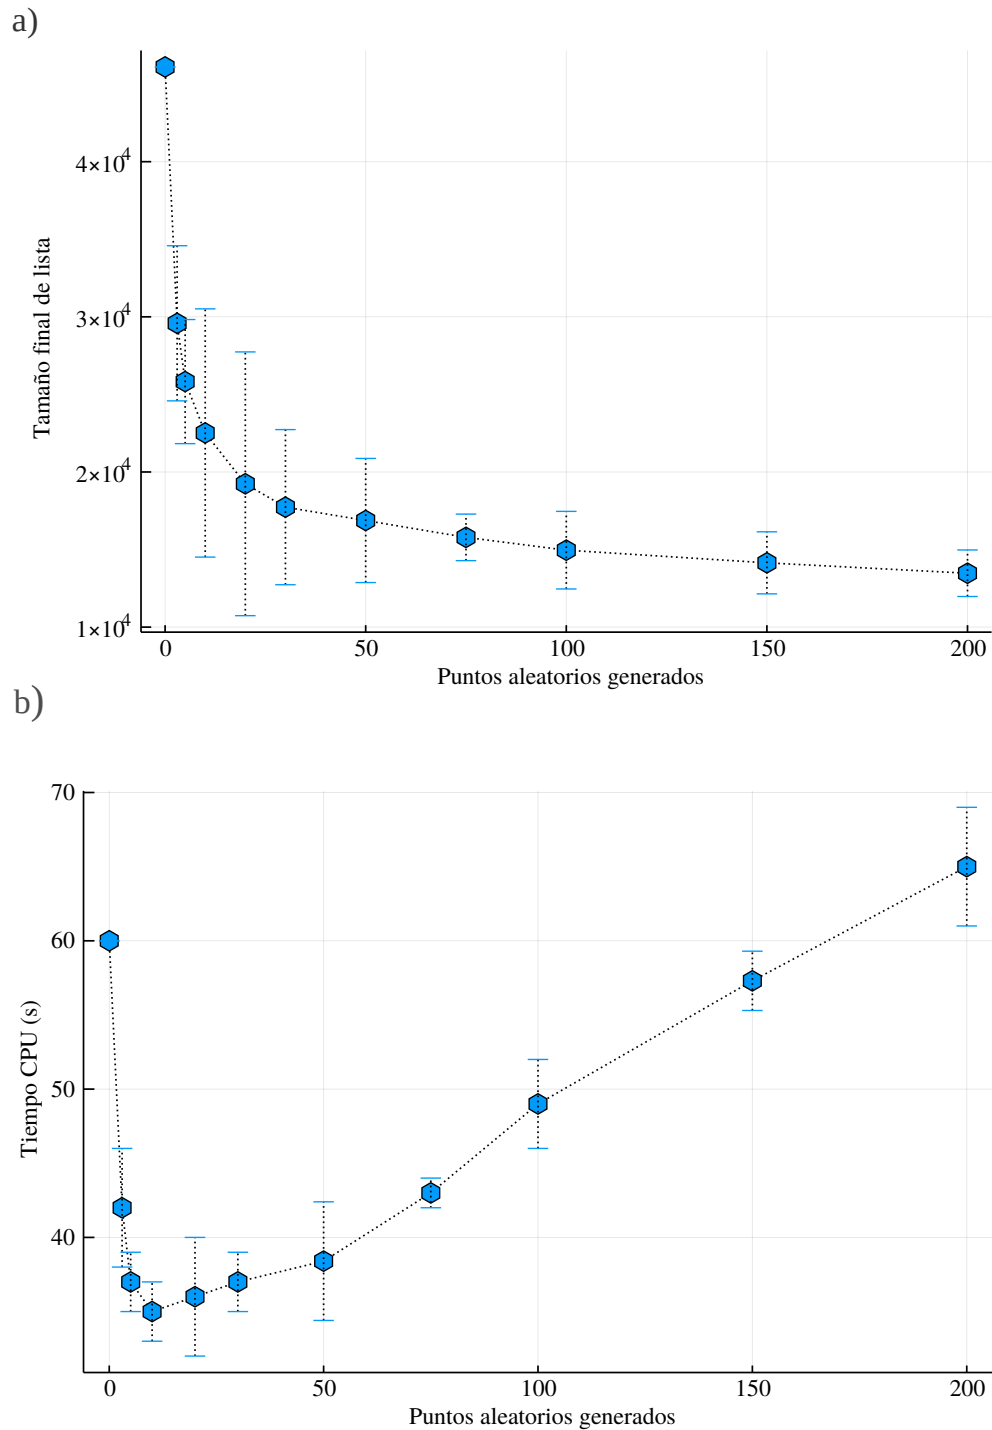 a)
Tamaño final de lista
4×10⁴
3×10⁴
2×10⁴
1×10⁴
0 50 100 150 200
Puntos aleatorios generados
b)
Tiempo CPU (s)
70
60
50
40
0 50 100 150 200
Puntos aleatorios generados